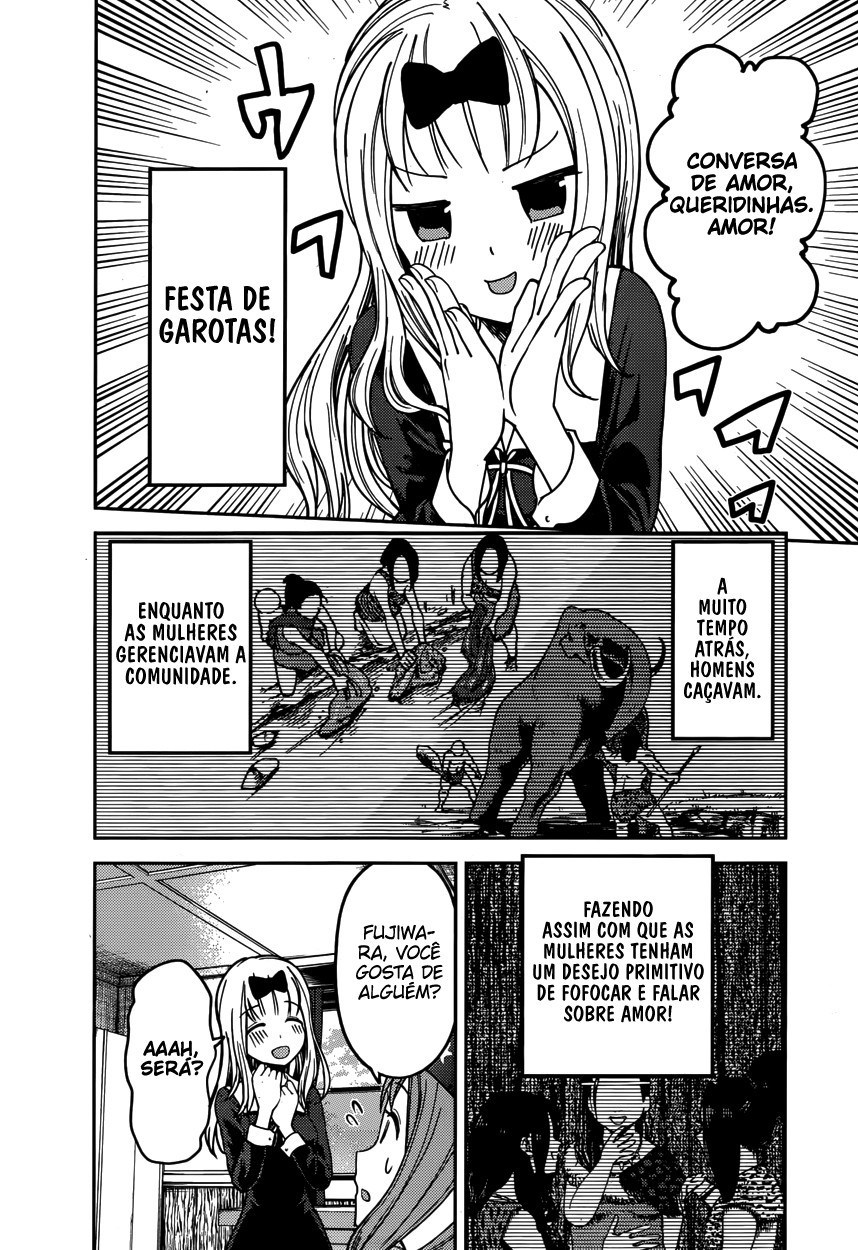 CONVERSA
DE AMOR,
QUERIDINHAS.
AMOR!
FESTA DE
GAROTAS!
A
MUITO
TEMPO
ATRÁS,
HOMENS
CAÇAVAM.
ENQUANTO
AS MULHERES
GERENCIAVAM A
COMUNIDADE.
FAZENDO
ASSIM COM QUE AS
MULHERES TENHAM
UM DESEJO PRIMITIVO
DE FOFOCAR E FALAR
SOBRE AMOR!
FUJIWA-
RA, VOCÊ
GOSTA DE
ALGUÉM?
AAAH,
SERÁ?